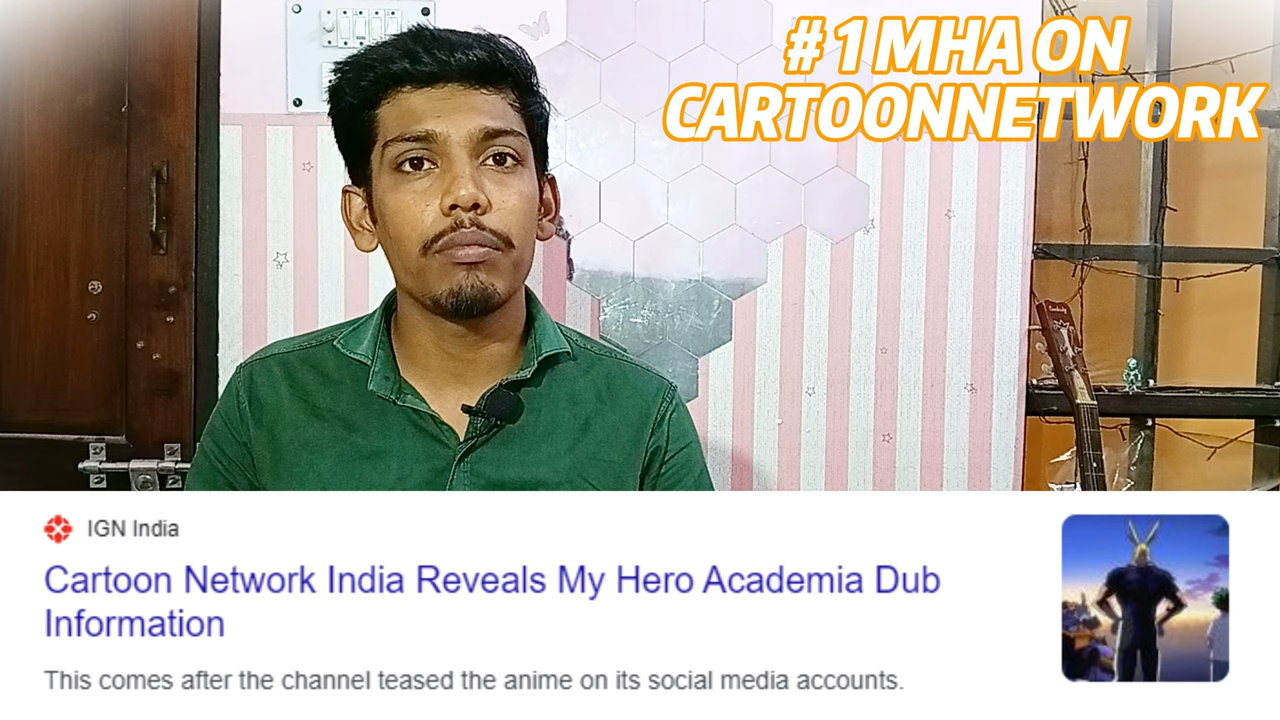 # 1 MHA ON
CARTOONNETWORK
IGN India
Cartoon Network India Reveals My Hero Academia Dub
Information
This comes after the channel teased the anime on its social media accounts.